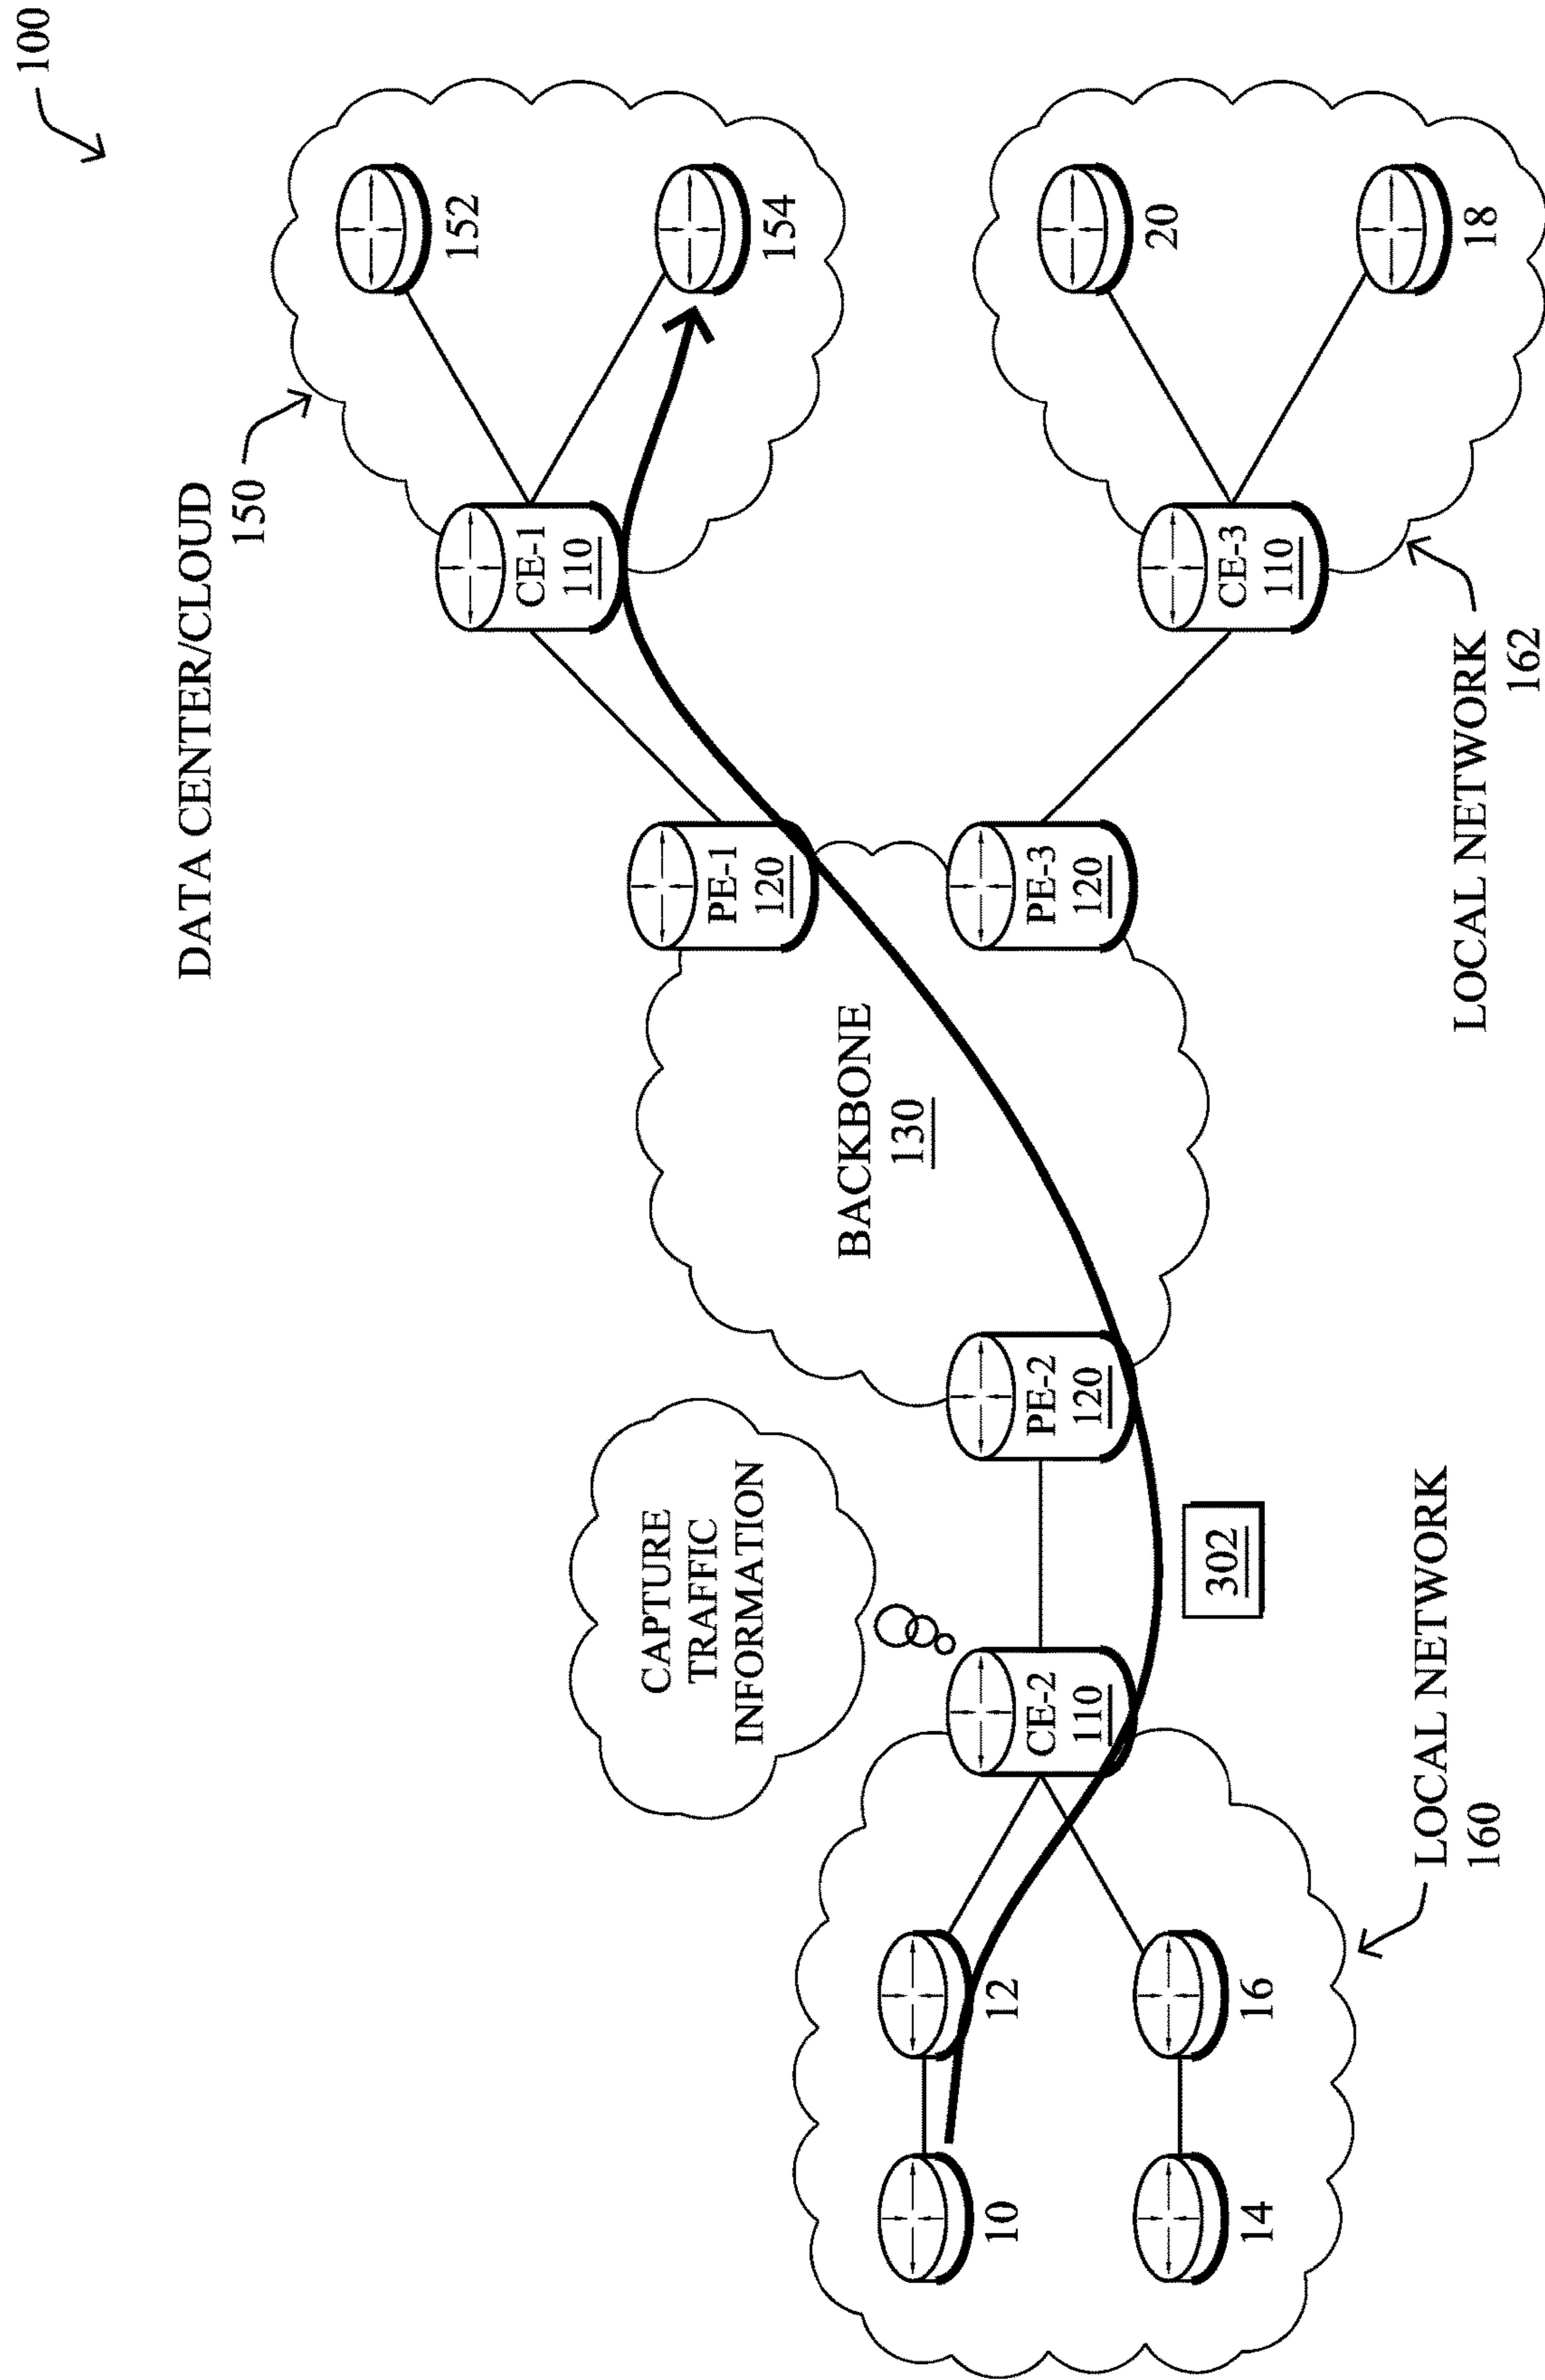 100
DATA CENTER/CLOUD
150
152
CE-1
110
154
PE-1
120
CAPTURE
TRAFFIC
INFORMATION
BACKBONE
130
10
12
CE-2
110
PE-2
120
PE-3
120
20
CE-3
110
302
14
16
18
LOCAL NETWORK
160
LOCAL NETWORK
162